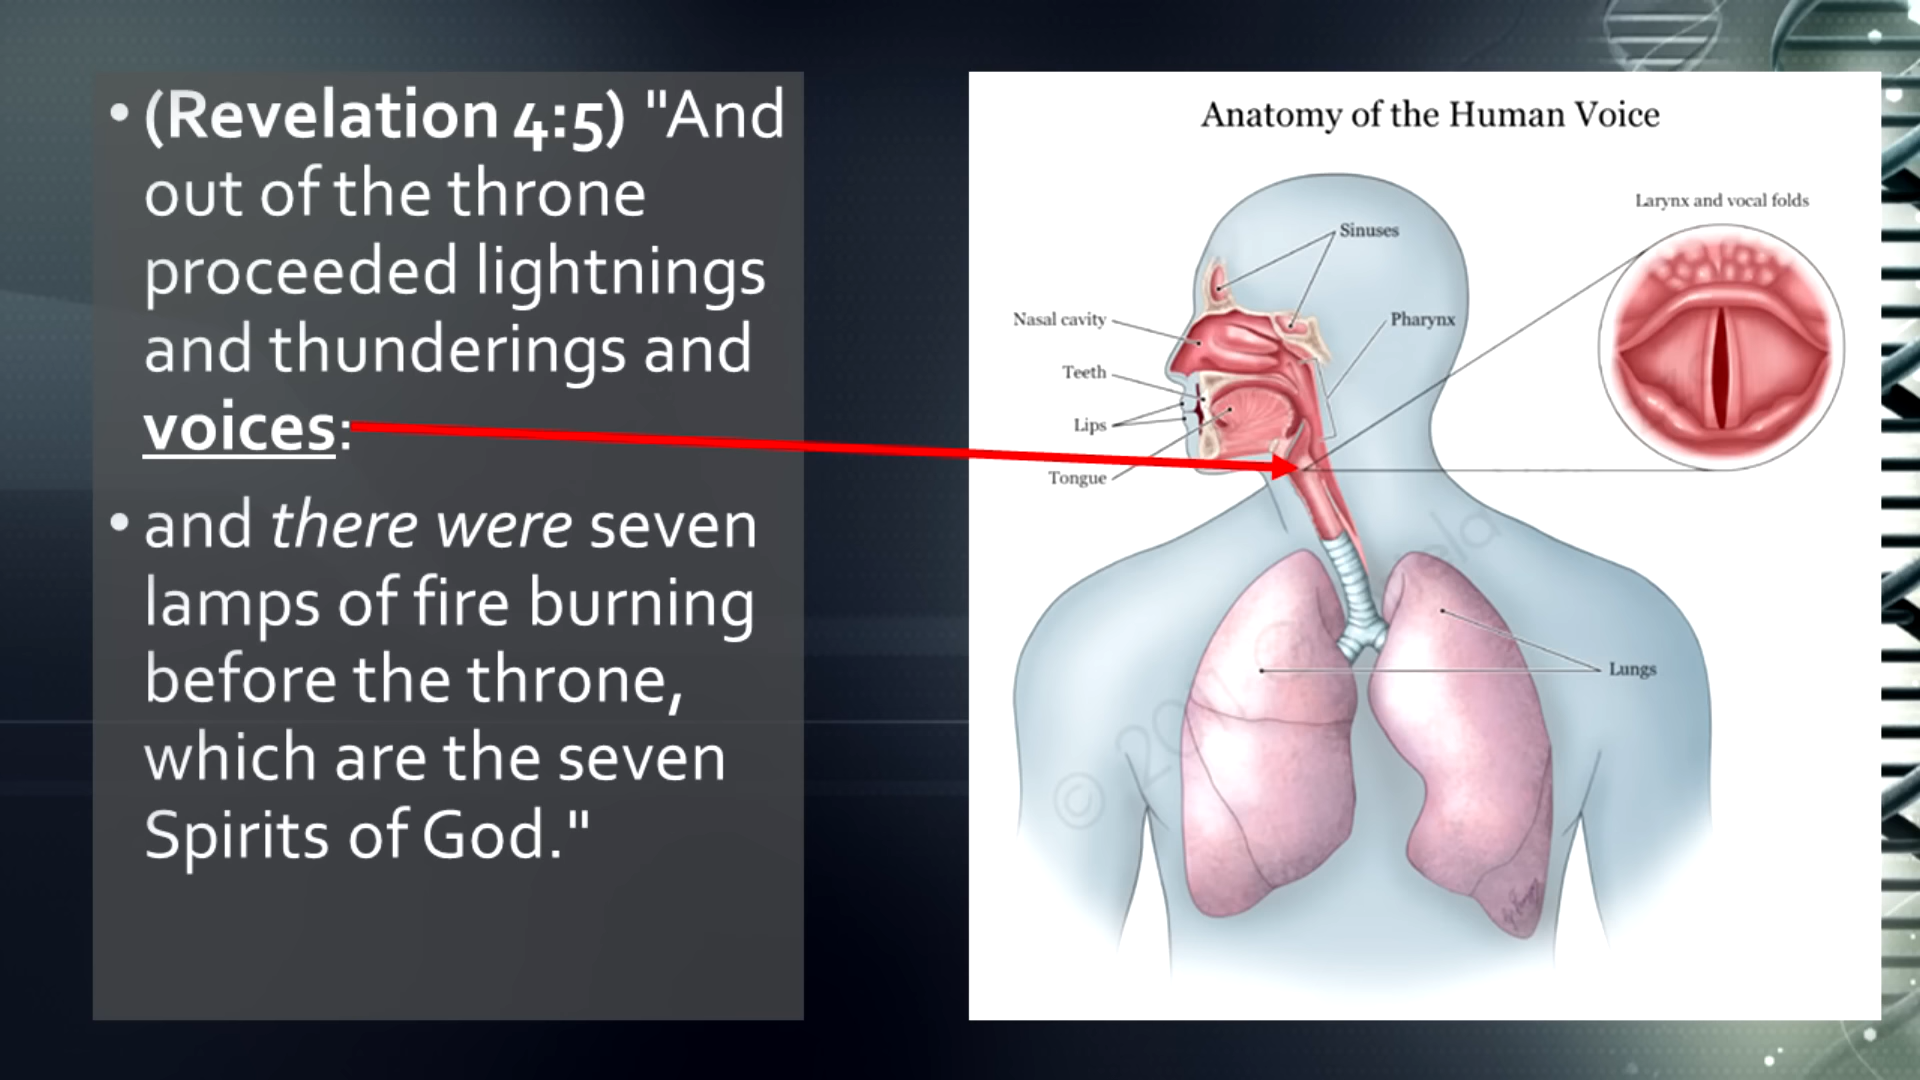 • (Revelation 4:5) "And
out of the throne
proceeded lightnings
and thunderings and
voices:
• and there were seven
lamps of fire burning
before the throne,
which are the seven
Spirits of God."
Anatomy of the Human Voice
Larynx and vocal folds
Sinuses
Nasal cavity
Pharynx
Teeth
Lips
Tongue
Lungs